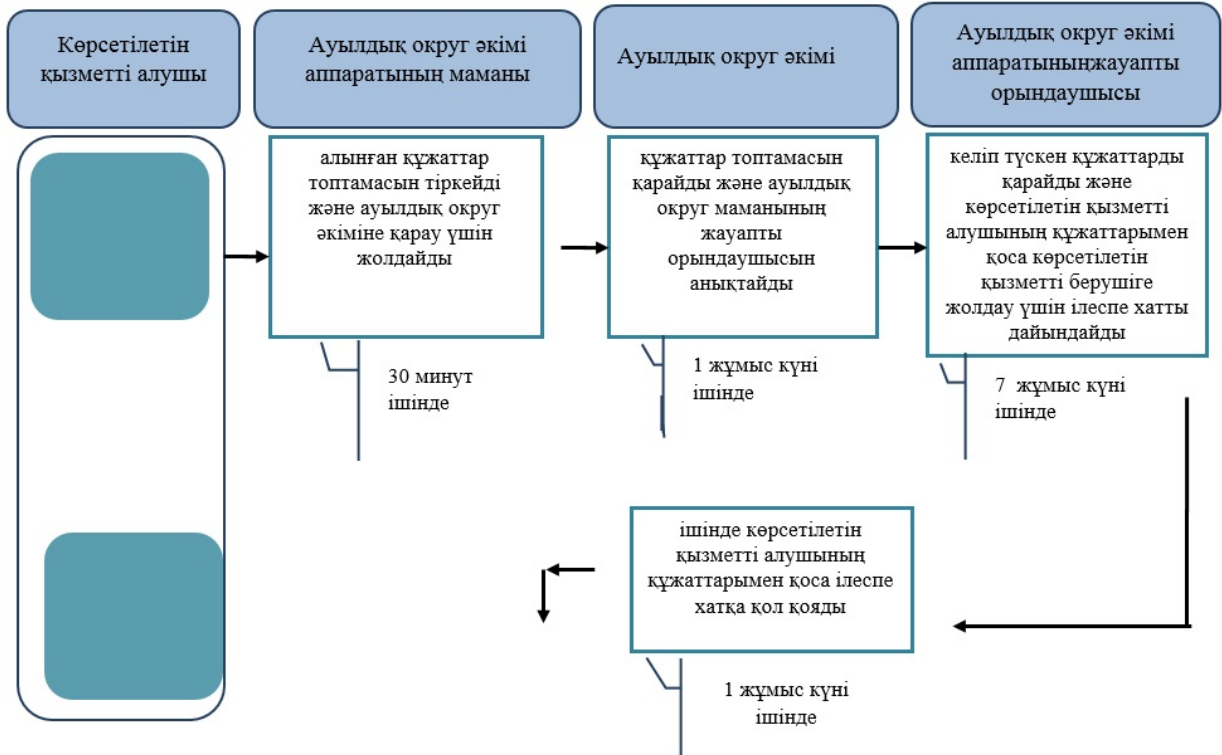 Көрсетілетін
қызметті алушы
Ауылдық округ әкімі
аппаратының маманы
Ауылдық округ әкімі
Ауылдық округ әкімі
аппаратыныңжауапты
орындаушысы
алынған құжаттар
топтамасын тіркейді
және ауылдық округ
әкіміне қарау үшін
жолдайды
құжаттар топтамасын
қарайды және ауылдық
округ маманының
жауапты
орындаушысын
анықтайды
келіп түскен құжаттарды
қарайды және
көрсетілетін қызметті
алушының құжаттарымен
қоса көрсетілетін
қызметті берушіге
жолдау үшін ілеспе хатты
дайындайды
30 минут
ішінде
1 жұмыс күні
ішінде
7 жұмыс күні
ішінде
ішінде көрсетілетін
қызметті алушының
құжаттарымен қоса ілеспе
хатқа қол қояды
1 жұмыс күні
ішінде